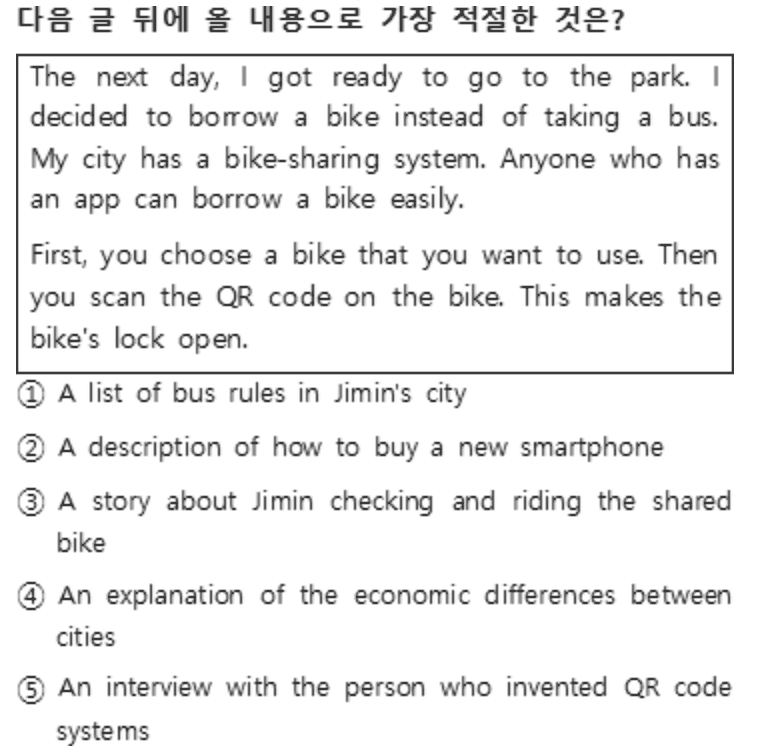 다음 글 뒤에 올 내용으로 가장 적절한 것은?
The next day, I got ready to go to the park. I
decided to borrow a bike instead of taking a bus.
My city has a bike-sharing system. Anyone who has
an app can borrow a bike easily.
First, you choose a bike that you want to use. Then
you scan the QR code on the bike. This makes the
bike's lock open.
① A list of bus rules in Jimin's city
② A description of how to buy a new smartphone
③ A story about Jimin checking and riding the shared
bike
④ An explanation of the economic differences between
cities
⑤ An interview with the person who invented QR code
systems